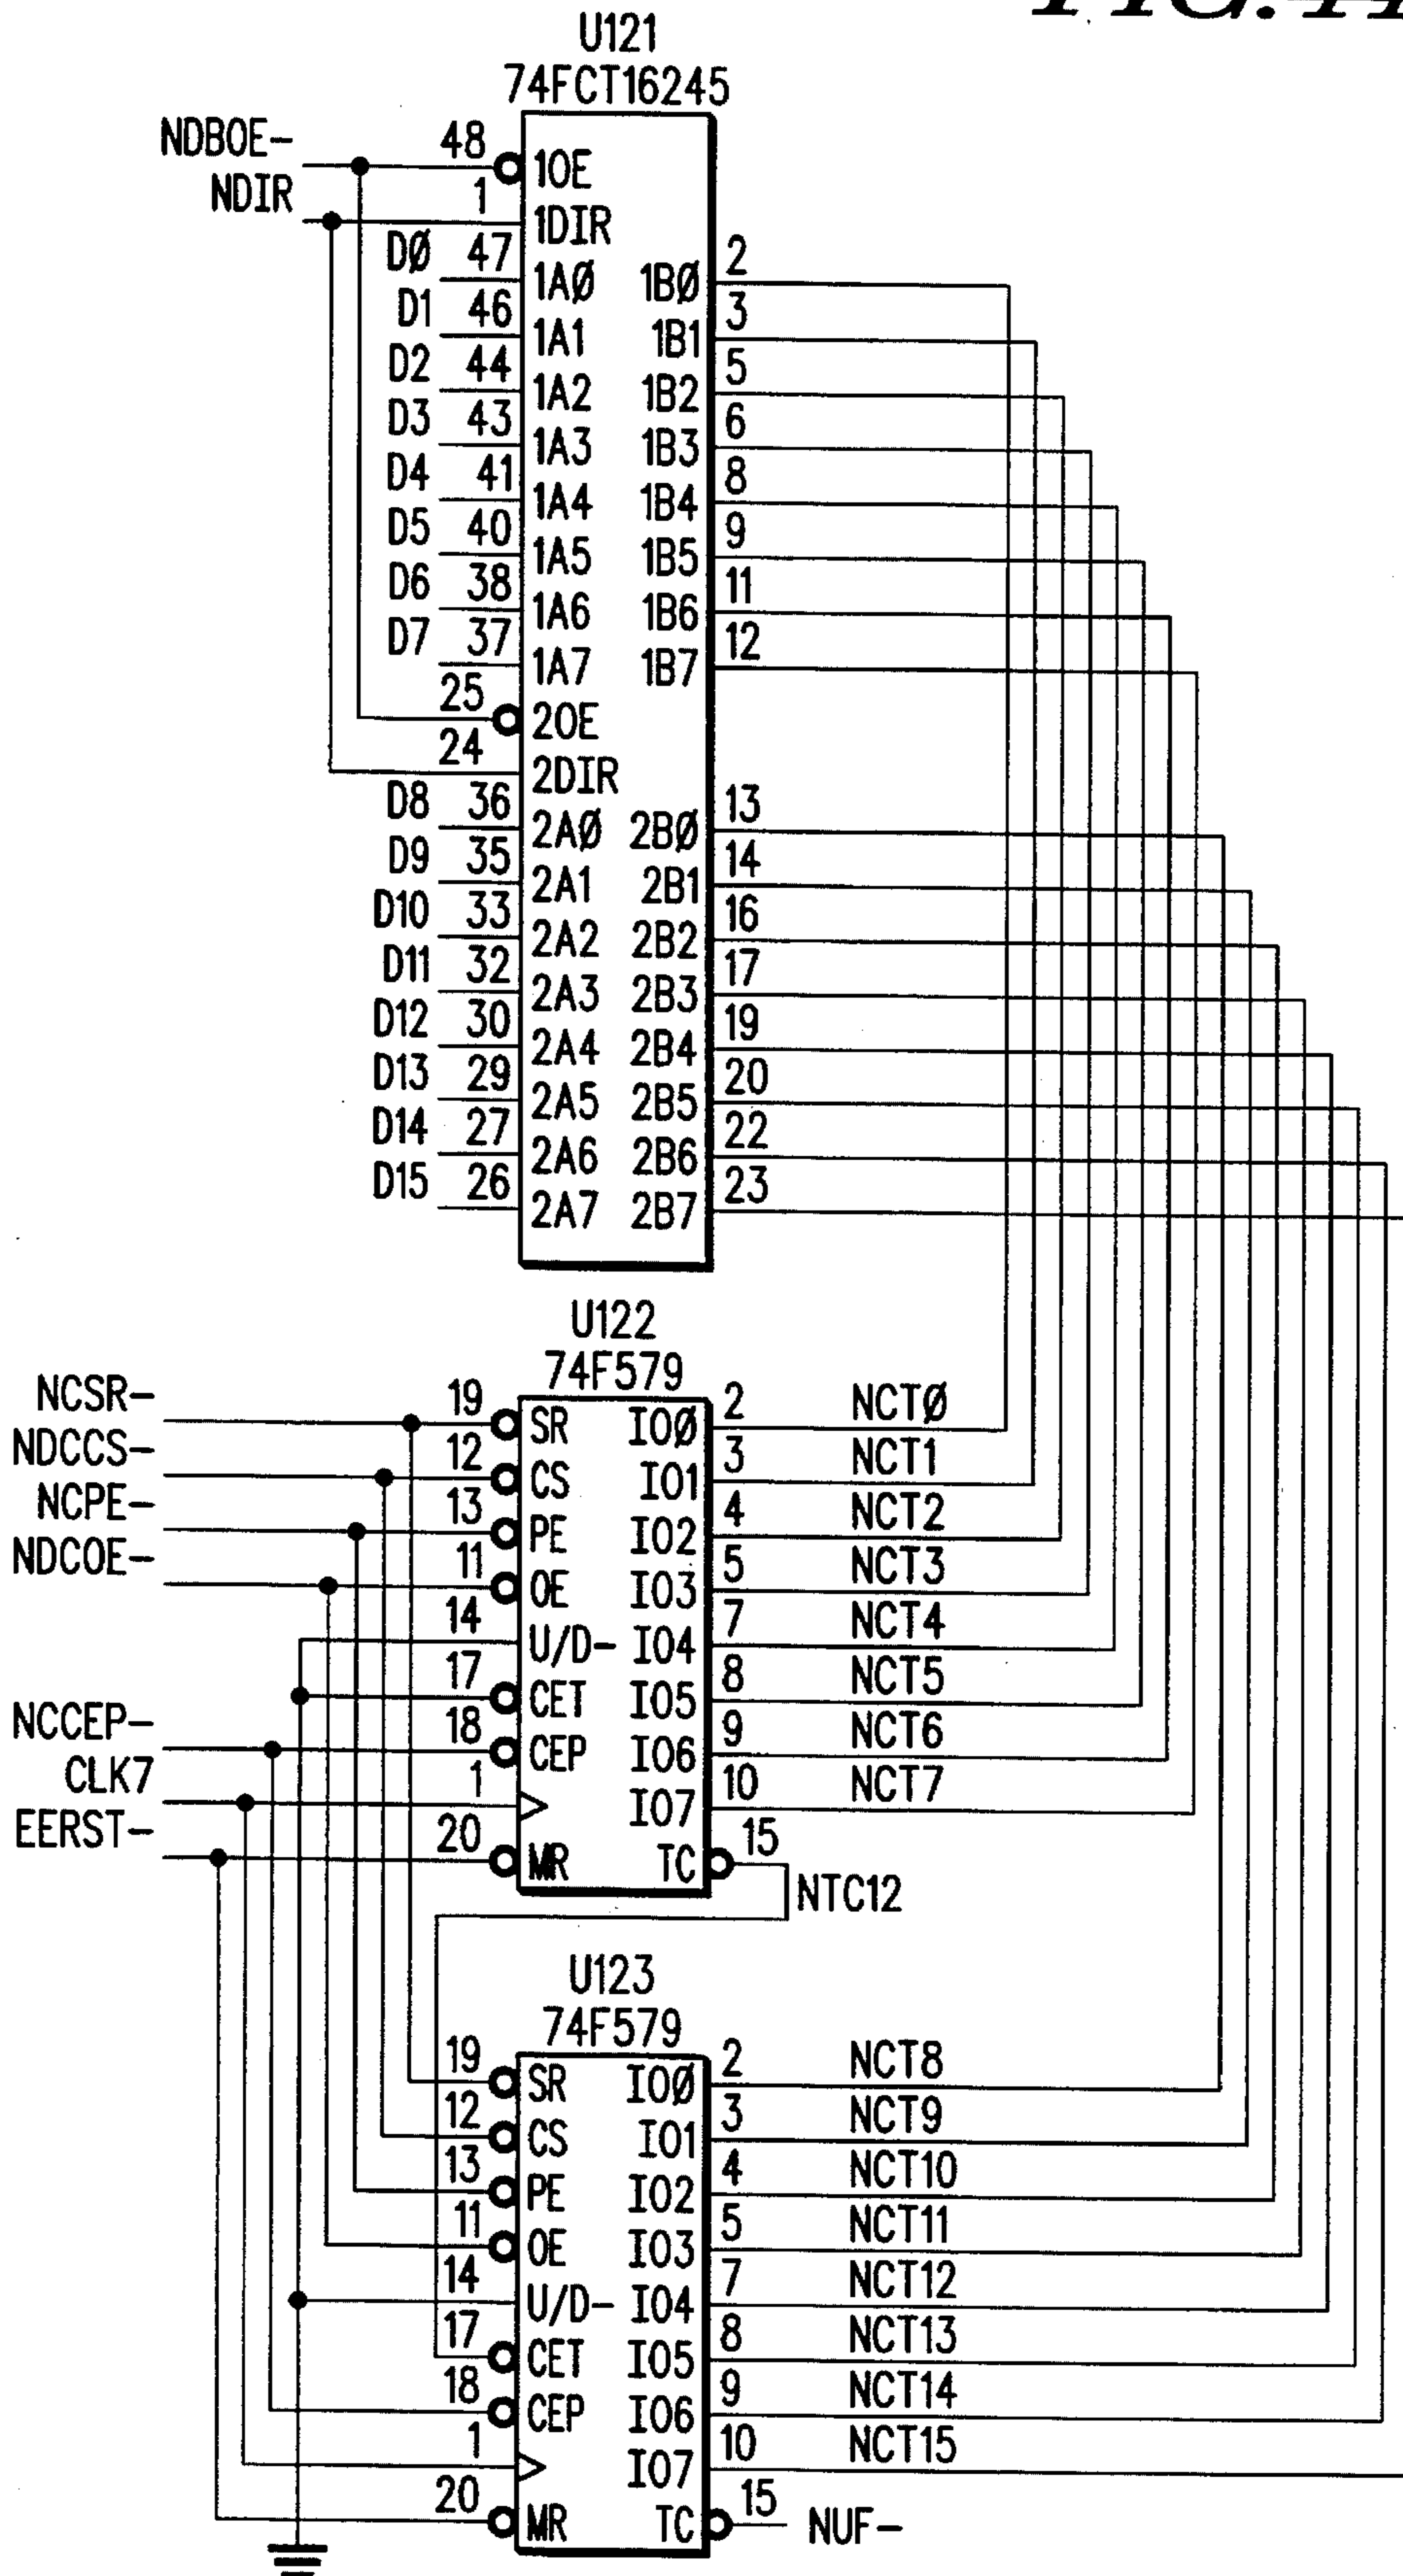 U121
74FCT16245
NDBOE- 48 1OE
NDIR 1 1DIR
DØ 47 1AØ 1BØ 2
D1 46 1A1 1B1 3
D2 44 1A2 1B2 5
D3 43 1A3 1B3 6
D4 41 1A4 1B4 8
D5 40 1A5 1B5 9
D6 38 1A6 1B6 11
D7 37 1A7 1B7 12
25 2OE
24 2DIR
D8 36 2AØ 2BØ 13
D9 35 2A1 2B1 14
D10 33 2A2 2B2 16
D11 32 2A3 2B3 17
D12 30 2A4 2B4 19
D13 29 2A5 2B5 20
D14 27 2A6 2B6 22
D15 26 2A7 2B7 23
U122
74F579
NCSR- 19 SR IOØ 2 NCTØ
NDCCS- 12 CS IO1 3 NCT1
NCPE- 13 PE IO2 4 NCT2
NDCOE- 11 OE IO3 5 NCT3
14 U/D- IO4 7 NCT4
17 CET IO5 8 NCT5
NCCEP- 18 CEP IO6 9 NCT6
CLK7 1 IO7 10 NCT7
EERST- 20 MR TC 15
NTC12
U123
74F579
19 SR IOØ 2 NCT8
12 CS IO1 3 NCT9
13 PE IO2 4 NCT10
11 OE IO3 5 NCT11
14 U/D- IO4 7 NCT12
17 CET IO5 8 NCT13
18 CEP IO6 9 NCT14
1 IO7 10 NCT15
20 MR TC 15 NUF-